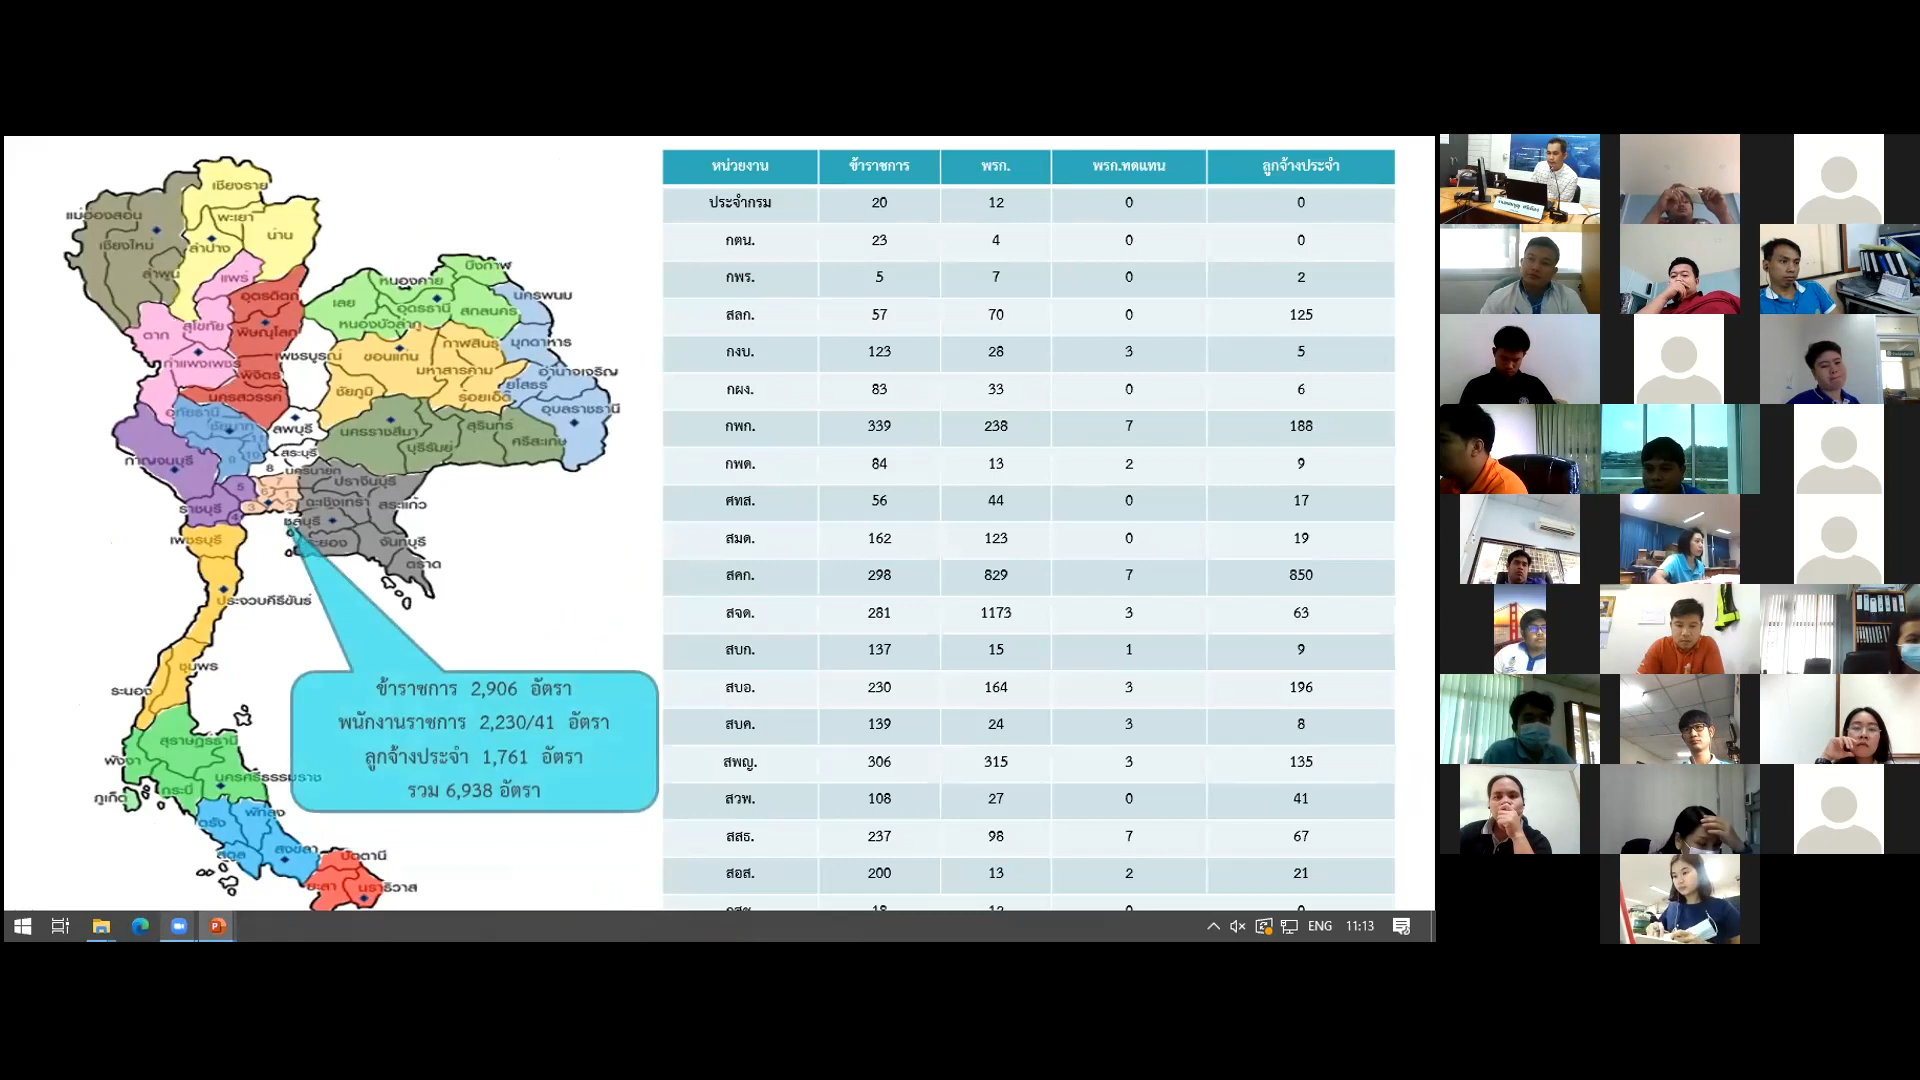 เชียงราย
แม่ฮ่องสอน
พะเยา
น่าน
เชียงใหม่
ลำปาง
ลำพูน
แพร่
บึงกาฬ
หนองคาย
อุตรดิตถ์
เลย
นครพนม
อุดรธานี
สกลนคร
สุโขทัย
หนองบัวลำภู
ตาก
พิษณุโลก
มุกดาหาร
กาฬสินธุ์
เพชรบูรณ์
ขอนแก่น
กำแพงเพชร
มหาสารคาม
อำนาจเจริญ
พิจิตร
ยโสธร
ชัยภูมิ
ร้อยเอ็ด
นครสวรรค์
อุบลราชธานี
อุทัยธานี
ชัยนาท
ลพบุรี
นครราชสีมา
สุรินทร์
ศรีสะเกษ
บุรีรัมย์
11
10
9
สระบุรี
กาญจนบุรี
8
นครนายก
ปราจีนบุรี
7
5
6
1
ฉะเชิงเทรา
สระแก้ว
ราชบุรี
3
2
4
ชลบุรี
เพชรบุรี
ระยอง
จันทบุรี
ตราด
ประจวบคีรีขันธ์
ชุมพร
ระนอง
สุราษฎร์ธานี
พังงา
นครศรีธรรมราช
กระบี่
ภูเก็ต
พัทลุง
ตรัง
สตูล
สงขลา
ปัตตานี
ยะลา
นราธิวาส
ข้าราชการ 2,906 อัตรา
พนักงานราชการ 2,230/41 อัตรา
ลูกจ้างประจำ 1,761 อัตรา
รวม 6,938 อัตรา
หน่วยงาน ข้าราชการ พรก. พรก.ทดแทน ลูกจ้างประจำ
ประจำกรม 20 12 0 0
กตน. 23 4 0 0
กพร. 5 7 0 2
สลก. 57 70 0 125
กงบ. 123 28 3 5
กผง. 83 33 0 6
กพก. 339 238 7 188
กพด. 84 13 2 9
ศทส. 56 44 0 17
สมด. 162 123 0 19
สคก. 298 829 7 850
สจด. 281 1173 3 63
สบก. 137 15 1 9
สบอ. 230 164 3 196
สบค. 139 24 3 8
สพญ. 306 315 3 135
สวพ. 108 27 0 41
สสธ. 237 98 7 67
สอส. 200 13 2 21
ENG 11:13